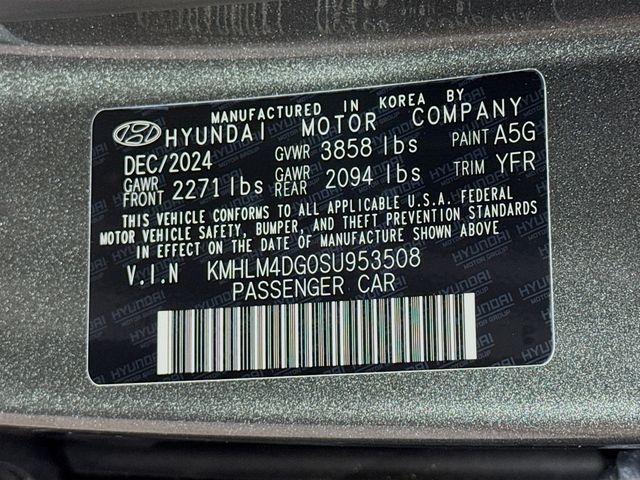 MANUFACTURED IN KOREA BY
HYUNDAI MOTOR COMPANY
DEC/2024 GVWR 3858 lbs PAINT A5G
GAWR FRONT 2271 lbs GAWR REAR 2094 lbs TRIM YFR
THIS VEHICLE CONFORMS TO ALL APPLICABLE U.S.A. FEDERAL
MOTOR VEHICLE SAFETY, BUMPER, AND THEFT PREVENTION STANDARDS
IN EFFECT ON THE DATE OF MANUFACTURE SHOWN ABOVE
V.I.N KMHLM4DG0SU953508
PASSENGER CAR